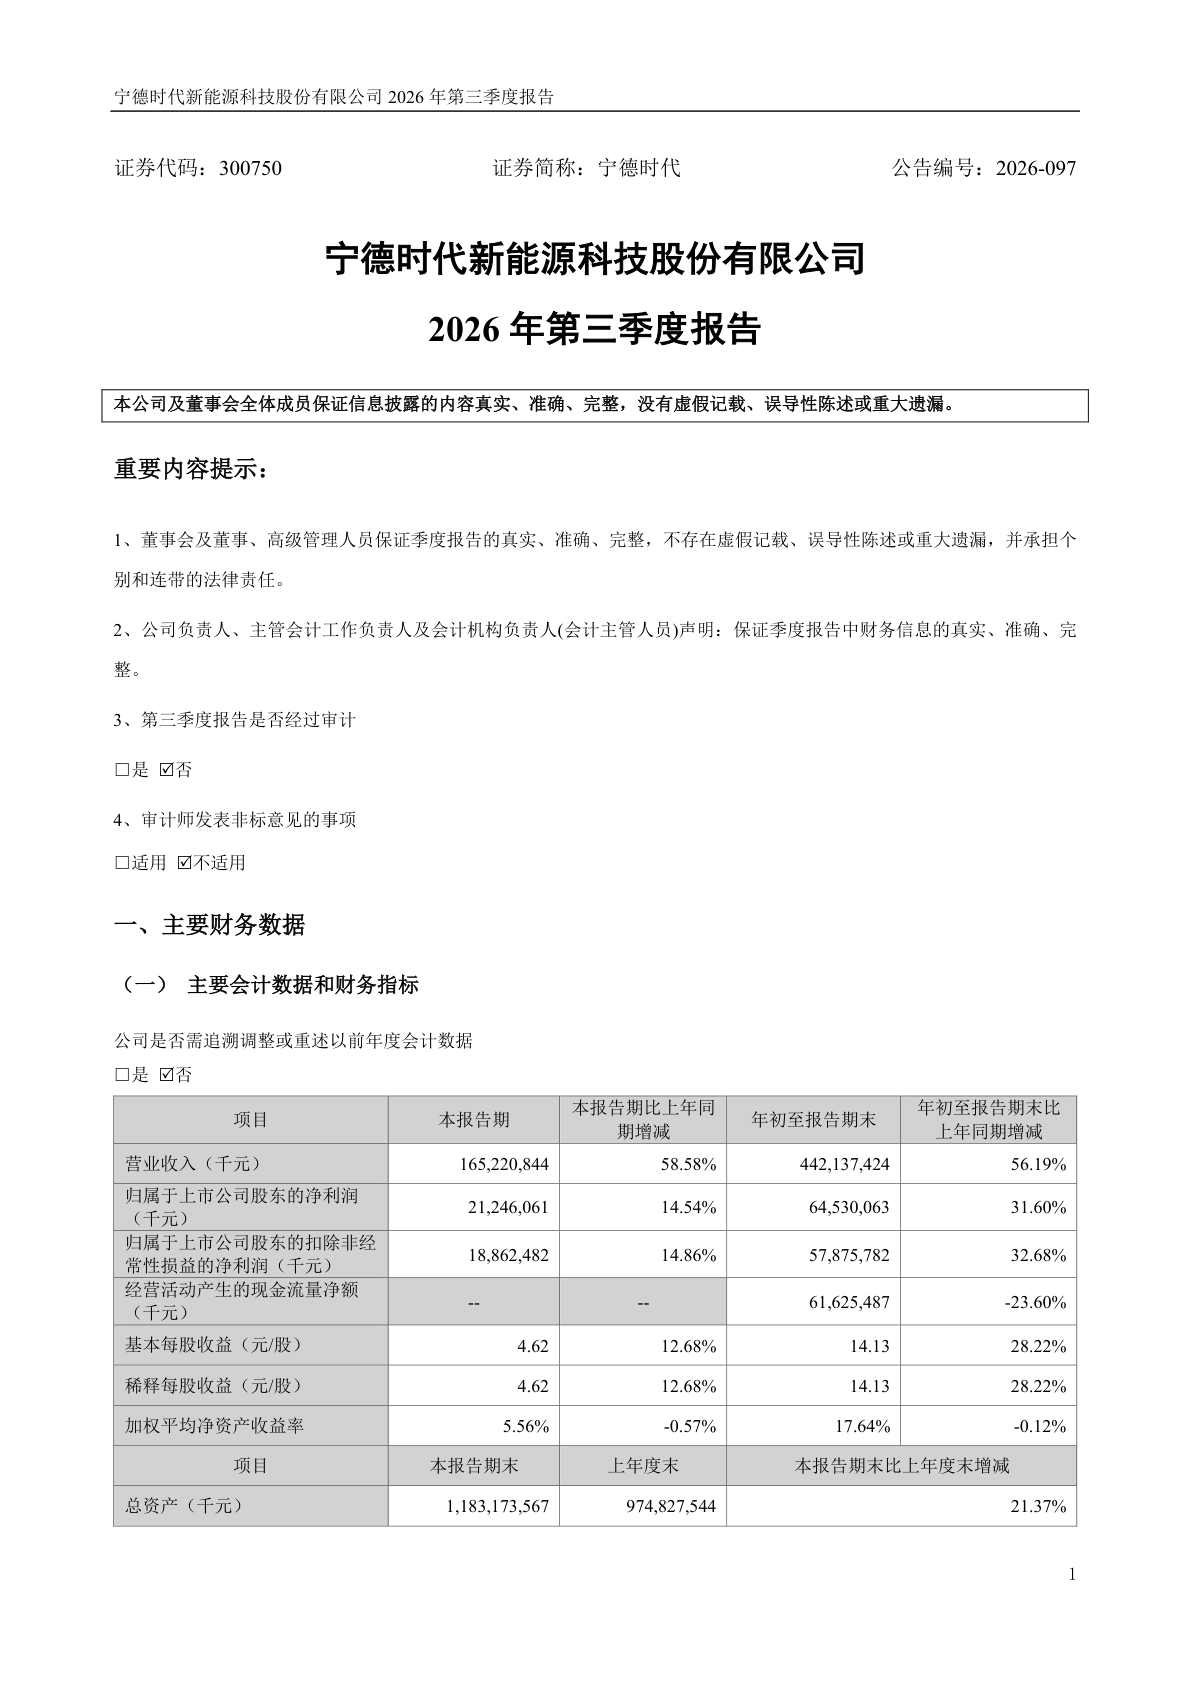 宁德时代新能源科技股份有限公司 2026 年第三季度报告
证券代码：300750 证券简称：宁德时代 公告编号：2026-097
宁德时代新能源科技股份有限公司
2026 年第三季度报告
本公司及董事会全体成员保证信息披露的内容真实、准确、完整，没有虚假记载、误导性陈述或重大遗漏。
重要内容提示：
1、董事会及董事、高级管理人员保证季度报告的真实、准确、完整，不存在虚假记载、误导性陈述或重大遗漏，并承担个
别和连带的法律责任。
2、公司负责人、主管会计工作负责人及会计机构负责人(会计主管人员)声明：保证季度报告中财务信息的真实、准确、完
整。
3、第三季度报告是否经过审计
□是 ☑否
4、审计师发表非标意见的事项
□适用 ☑不适用
一、主要财务数据
（一） 主要会计数据和财务指标
公司是否需追溯调整或重述以前年度会计数据
□是 ☑否
项目 本报告期 本报告期比上年同期增减 年初至报告期末 年初至报告期末比上年同期增减
营业收入（千元） 165,220,844 58.58% 442,137,424 56.19%
归属于上市公司股东的净利润（千元） 21,246,061 14.54% 64,530,063 31.60%
归属于上市公司股东的扣除非经常性损益的净利润（千元） 18,862,482 14.86% 57,875,782 32.68%
经营活动产生的现金流量净额（千元） -- -- 61,625,487 -23.60%
基本每股收益（元/股） 4.62 12.68% 14.13 28.22%
稀释每股收益（元/股） 4.62 12.68% 14.13 28.22%
加权平均净资产收益率 5.56% -0.57% 17.64% -0.12%
项目 本报告期末 上年度末 本报告期末比上年度末增减
总资产（千元） 1,183,173,567 974,827,544 21.37%
1